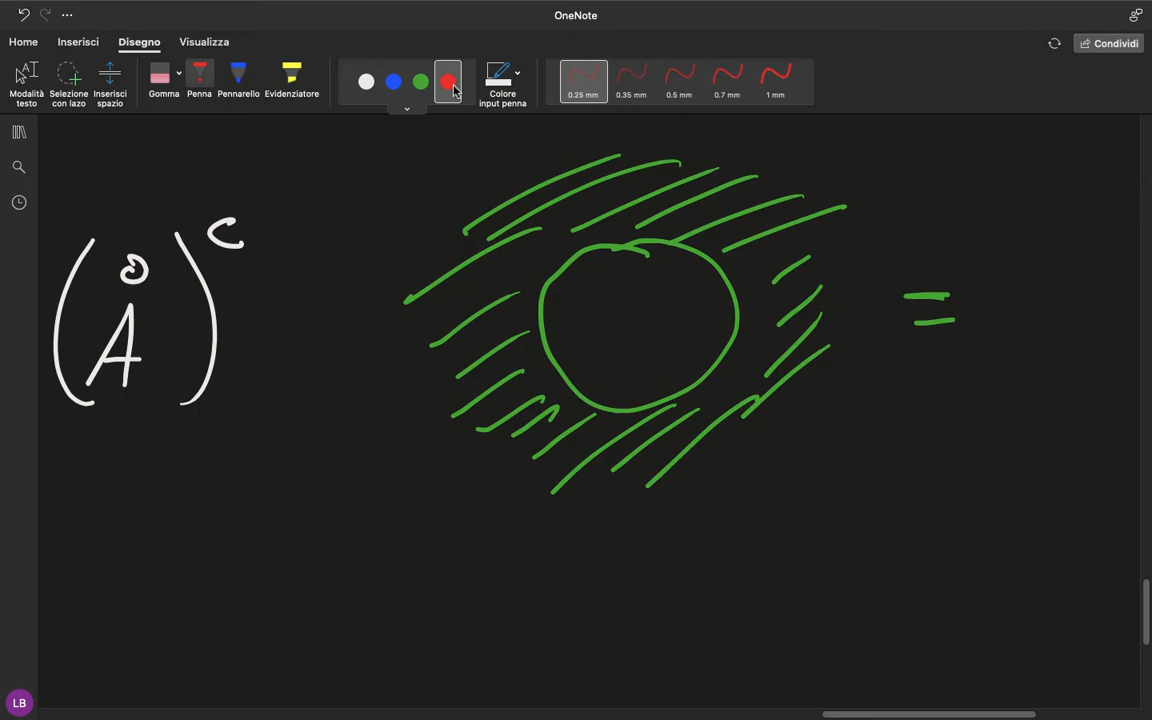 OneNote
Home Inserisci Disegno Visualizza
Condividi
Modalità testo
Selezione con lazo
Inserisci spazio
Gomma
Penna
Pennarello
Evidenziatore
Colore input penna
0.25 mm
0.35 mm
0.5 mm
0.7 mm
1 mm
(Å)ᶜ
=
LB